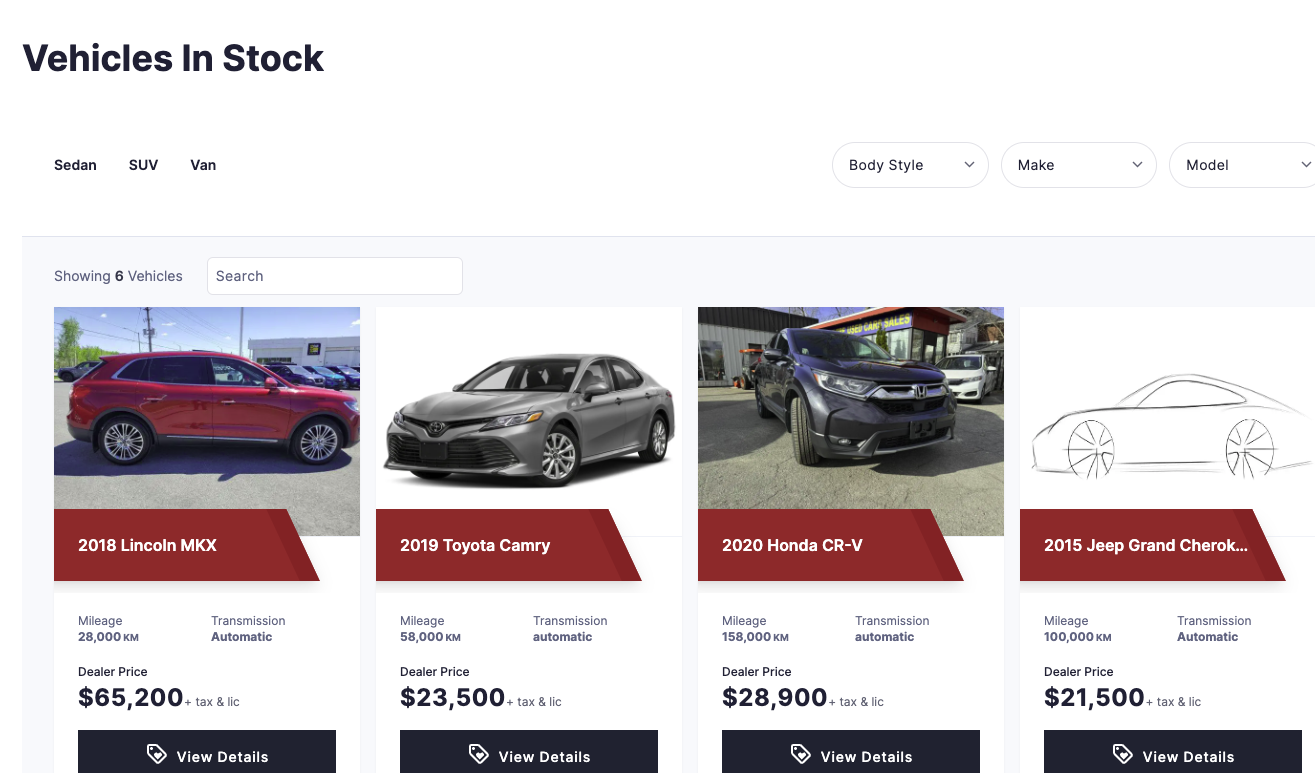 Vehicles In Stock
Sedan SUV Van Body Style Make Model
Showing 6 Vehicles Search
USED CARS SALES
2018 Lincoln MKX 2019 Toyota Camry 2020 Honda CR-V 2015 Jeep Grand Cherok...
Mileage Transmission Mileage Transmission Mileage Transmission Mileage Transmission
28,000 KM Automatic 58,000 KM automatic 158,000 KM automatic 100,000 KM Automatic
Dealer Price Dealer Price Dealer Price Dealer Price
$65,200 + tax & lic $23,500 + tax & lic $28,900 + tax & lic $21,500 + tax & lic
View Details View Details View Details View Details